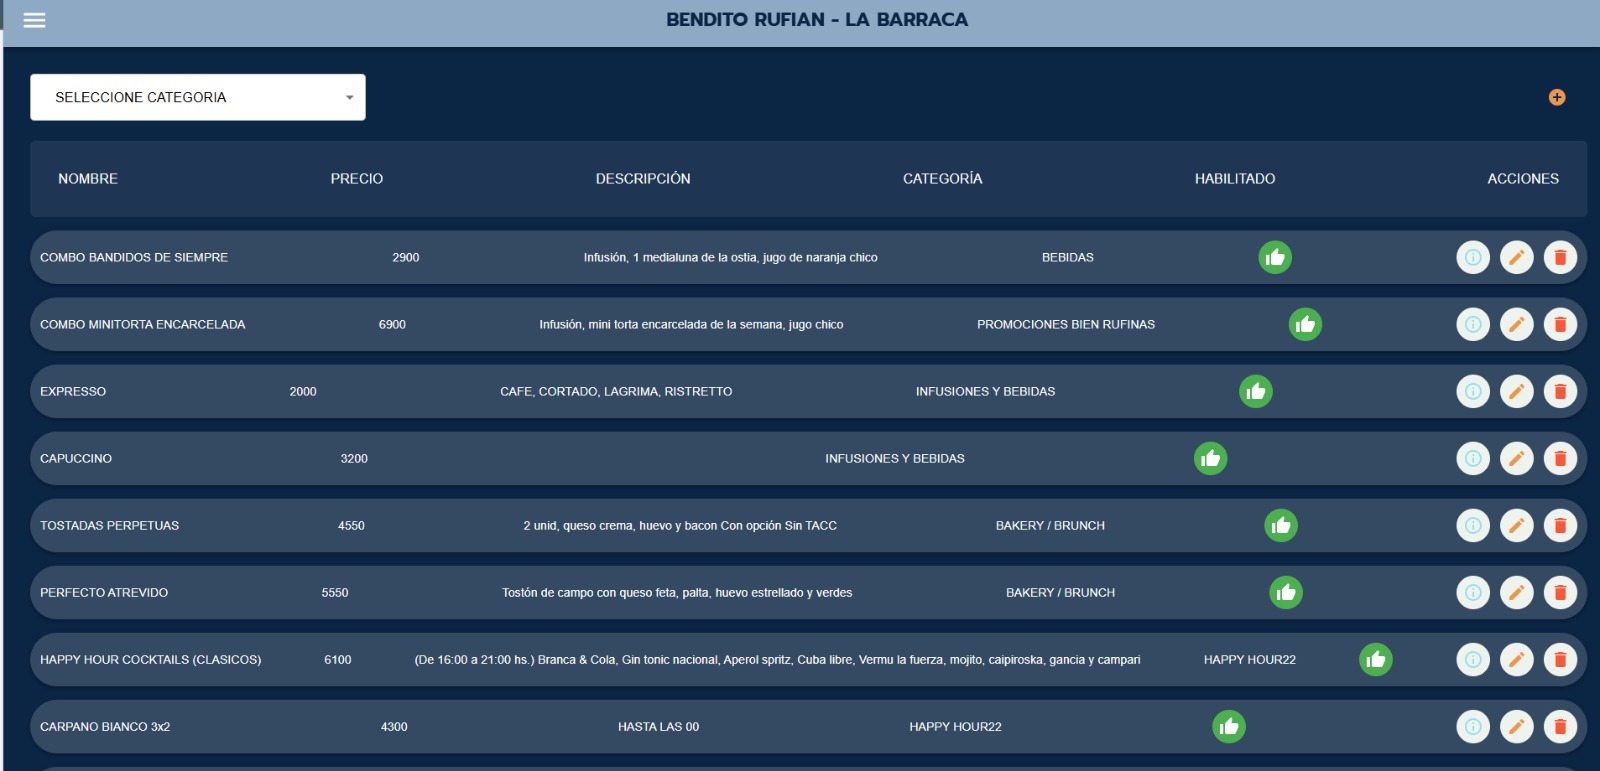 BENDITO RUFIAN - LA BARRACA
SELECCIONE CATEGORIA
NOMBRE PRECIO DESCRIPCIÓN CATEGORÍA HABILITADO ACCIONES
COMBO BANDIDOS DE SIEMPRE 2900 Infusión, 1 medialuna de la ostia, jugo de naranja chico BEBIDAS
COMBO MINITORTA ENCARCELADA 6900 Infusión, mini torta encarcelada de la semana, jugo chico PROMOCIONES BIEN RUFINAS
EXPRESSO 2000 CAFE, CORTADO, LAGRIMA, RISTRETTO INFUSIONES Y BEBIDAS
CAPUCCINO 3200 INFUSIONES Y BEBIDAS
TOSTADAS PERPETUAS 4550 2 unid, queso crema, huevo y bacon Con opción Sin TACC BAKERY / BRUNCH
PERFECTO ATREVIDO 5550 Tostón de campo con queso feta, palta, huevo estrellado y verdes BAKERY / BRUNCH
HAPPY HOUR COCKTAILS (CLASICOS) 6100 (De 16:00 a 21:00 hs.) Branca & Cola, Gin tonic nacional, Aperol spritz, Cuba libre, Vermu la fuerza, mojito, caipiroska, gancia y campari HAPPY HOUR22
CARPANO BIANCO 3x2 4300 HASTA LAS 00 HAPPY HOUR22